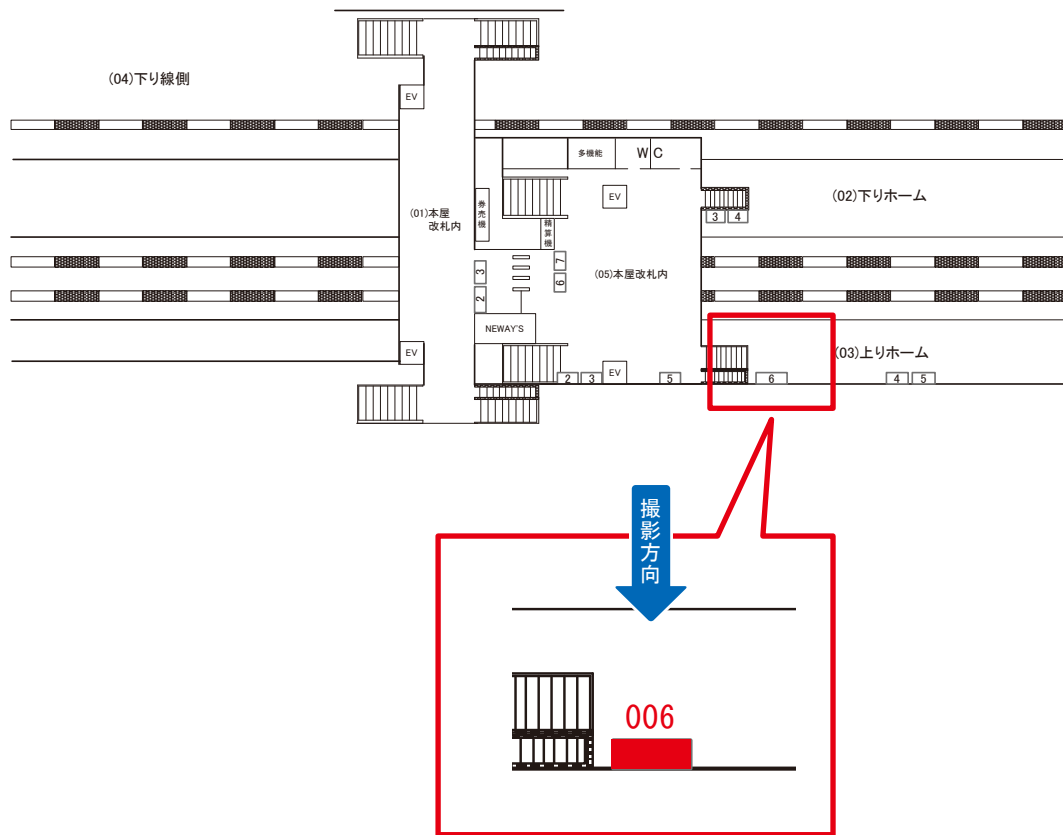 (04)下り線側
EV
多機能
W C
EV
(02)下りホーム
券売機
3 4
(01)本屋
改札内
精算機
7
3
6
(05)本屋改札内
2
NEWAY'S
EV
EV
(03)上りホーム
2 3
5
6
4 5
撮影方向
006